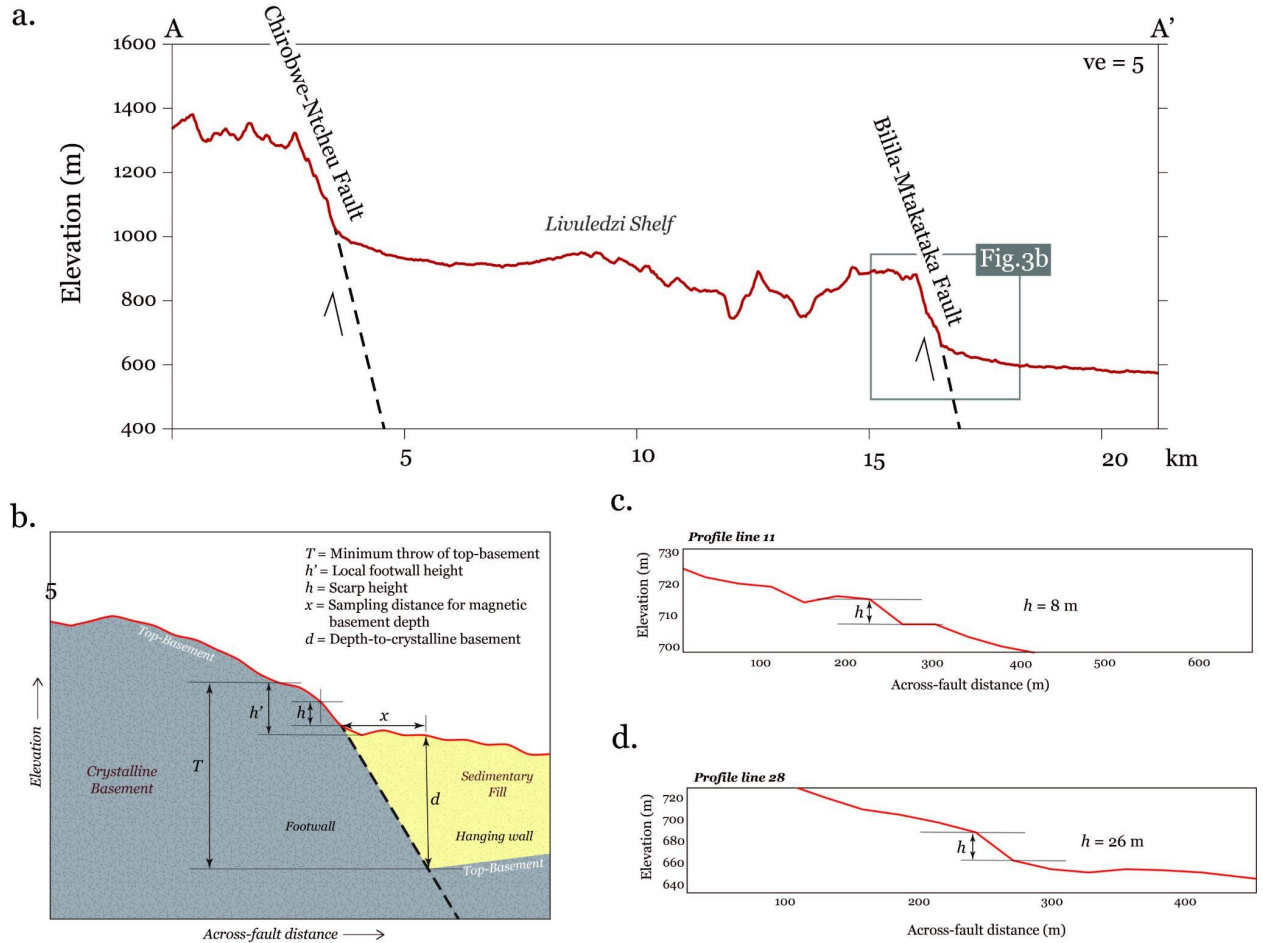 a.
A
A’
ve = 5
Chirobwe-Ntcheu Fault
Bilila-Mtakataka Fault
Livuledzi Shelf
Fig.3b
Elevation (m)
1600
1400
1200
1000
800
600
400
5
10
15
20
km
b.
5
T = Minimum throw of top-basement
h’ = Local footwall height
h = Scarp height
x = Sampling distance for magnetic
basement depth
d = Depth-to-crystalline basement
Top-Basement
h’
h
x
T
d
Crystalline
Basement
Sedimentary
Fill
Footwall
Hanging wall
Top-Basement
Elevation
Across-fault distance
c.
Profile line 11
Elevation (m)
730
720
710
700
h
h = 8 m
100
200
300
400
500
600
Across-fault distance (m)
d.
Profile line 28
Elevation (m)
720
700
680
660
640
h
h = 26 m
100
200
300
400
Across-fault distance (m)